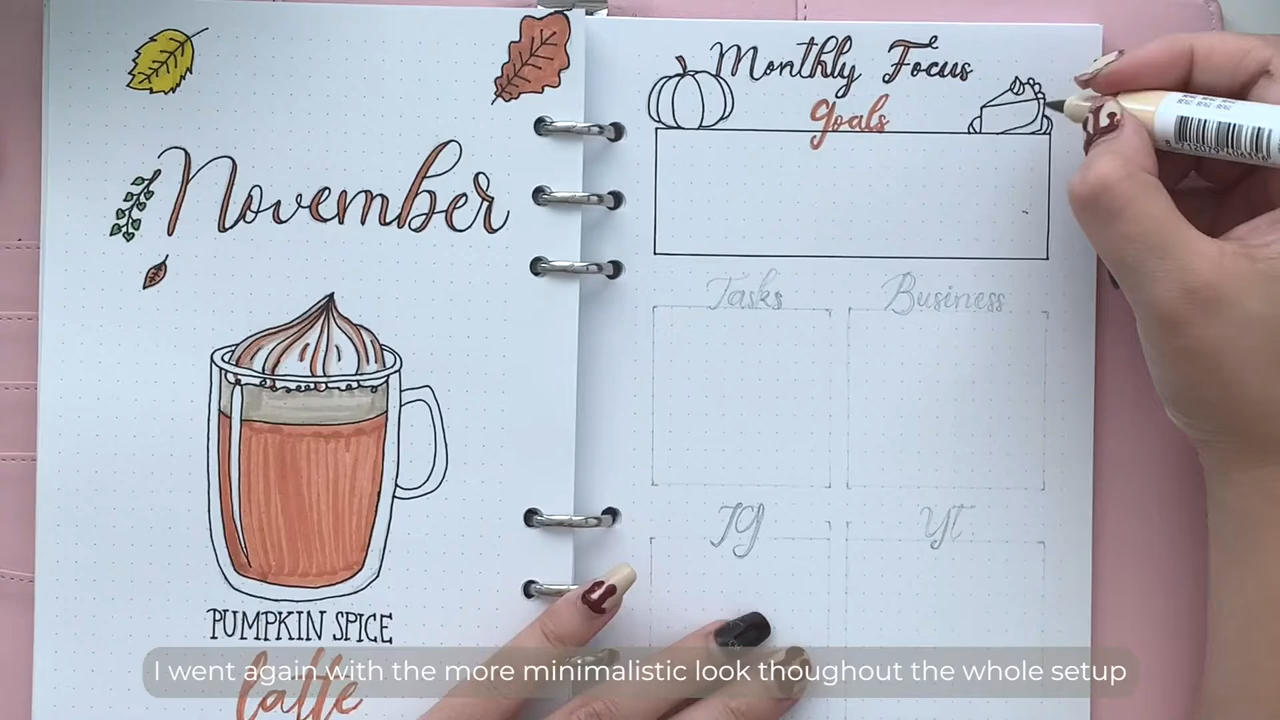 November
PUMPKIN SPICE
latte
Monthly Focus
Goals
Tasks
Business
IG
YT
I went again with the more minimalistic look thoughout the whole setup